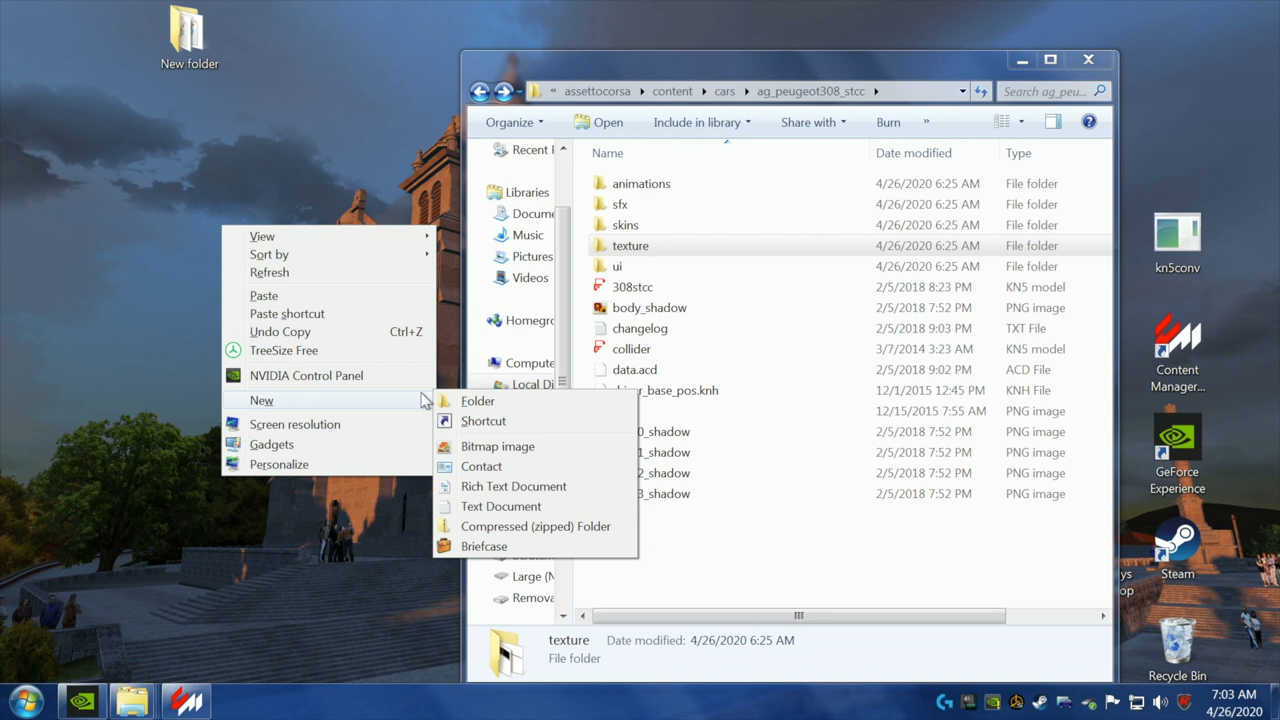 New folder
« assettocorsa content cars ag_peugeot308_stcc
Search ag_peu...
Organize Open Include in library Share with Burn »
Recent
Name Date modified Type
animations 4/26/2020 6:25 AM File folder
Libraries
sfx 4/26/2020 6:25 AM File folder
Docume
skins 4/26/2020 6:25 AM File folder
Music
texture 4/26/2020 6:25 AM File folder
Pictures
ui 4/26/2020 6:25 AM File folder
Videos
308stcc 2/5/2018 8:23 PM KN5 model
body_shadow 2/5/2018 7:52 PM PNG image
Homegro
changelog 2/5/2018 9:03 PM TXT File
collider 3/7/2014 3:23 AM KN5 model
Compute
data.acd 2/5/2018 9:02 PM ACD File
Local Di
r_base_pos.knh 12/1/2015 12:45 PM KNH File
12/15/2015 7:55 AM PNG image
0_shadow 2/5/2018 7:52 PM PNG image
1_shadow 2/5/2018 7:52 PM PNG image
2_shadow 2/5/2018 7:52 PM PNG image
3_shadow 2/5/2018 7:52 PM PNG image
Large (N
Remova
texture Date modified: 4/26/2020 6:25 AM
File folder
View
Sort by
Refresh
Paste
Paste shortcut
Undo Copy Ctrl+Z
TreeSize Free
NVIDIA Control Panel
New
Screen resolution
Gadgets
Personalize
Folder
Shortcut
Bitmap image
Contact
Rich Text Document
Text Document
Compressed (zipped) Folder
Briefcase
kn5conv
Content
Manager...
GeForce
Experience
Steam
ys
op
Recycle Bin
7:03 AM
4/26/2020